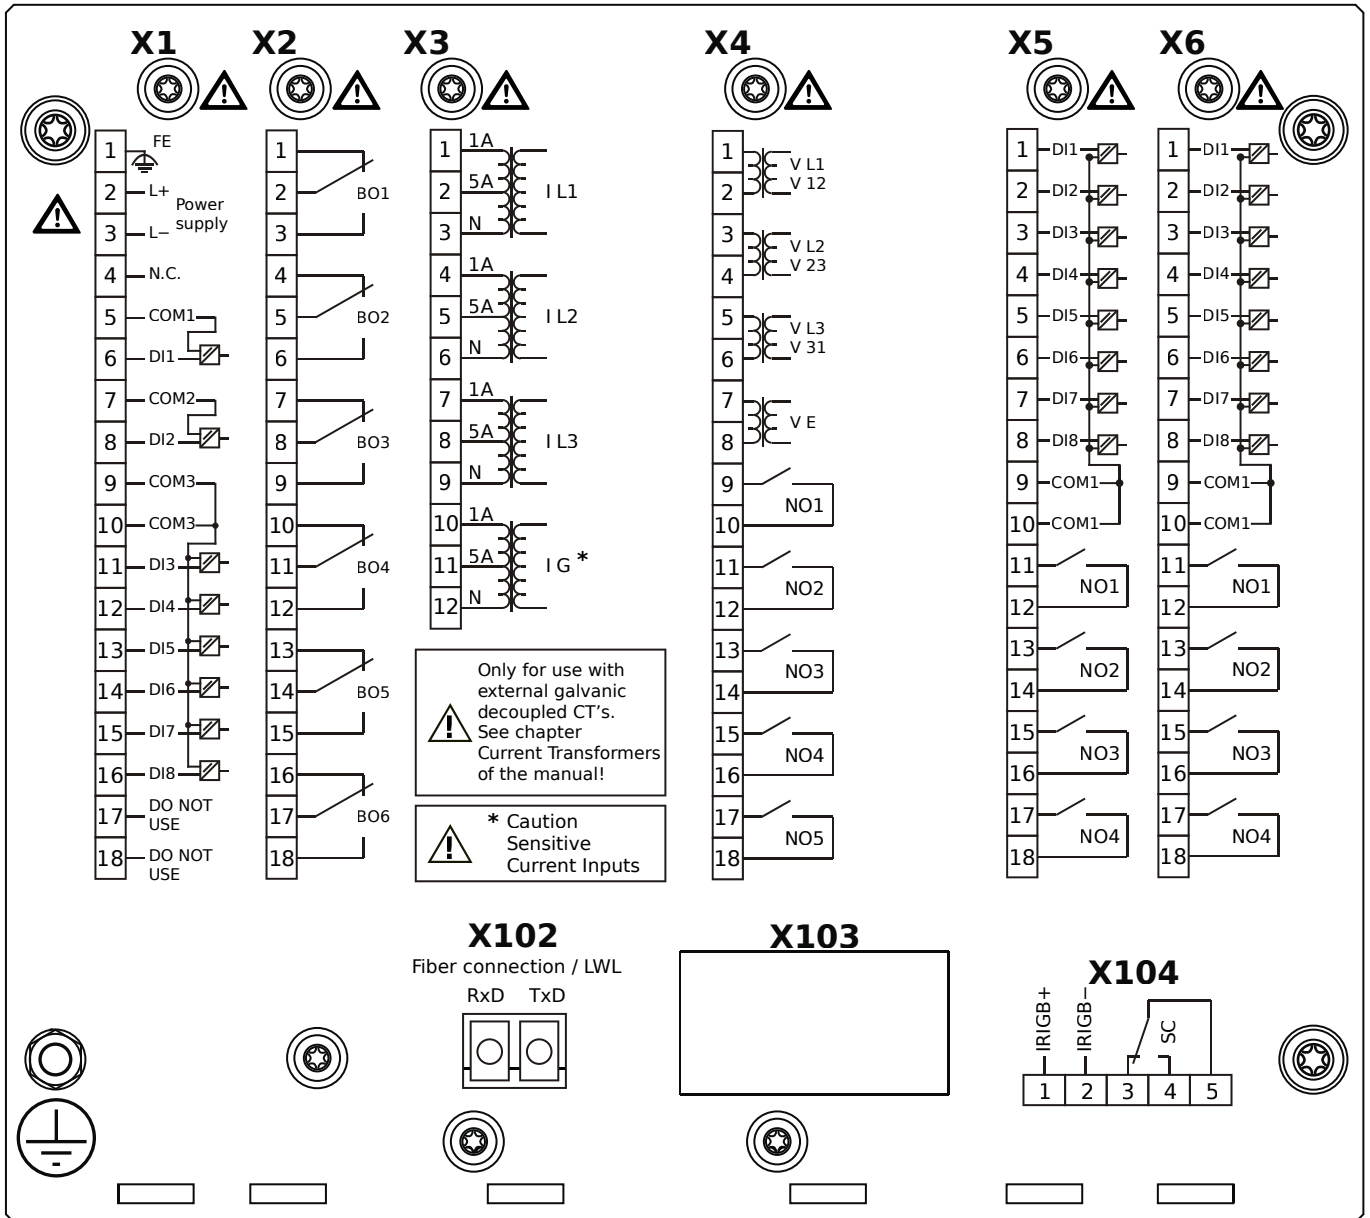 X1
1 FE
2 L+
Power
supply
3 L−
4 N.C.
5 COM1
6 DI1
7 COM2
8 DI2
9 COM3
10 COM3
11 DI3
12 DI4
13 DI5
14 DI6
15 DI7
16 DI8
17 DO NOT
USE
18 DO NOT
USE
X2
1
2 BO1
3
4
5 BO2
6
7
8 BO3
9
10
11 BO4
12
13
14 BO5
15
16
17 BO6
18
X3
1 1A
2 5A I L1
3 N
4 1A
5 5A I L2
6 N
7 1A
8 5A I L3
9 N
10 1A
11 5A I G *
12 N
Only for use with
external galvanic
decoupled CT's.
See chapter
Current Transformers
of the manual!
* Caution
Sensitive
Current Inputs
X4
1 V L1
2 V 12
3 V L2
4 V 23
5 V L3
6 V 31
7
V E
8
9
NO1
10
11
NO2
12
13
NO3
14
15
NO4
16
17
NO5
18
X5
1 DI1
2 DI2
3 DI3
4 DI4
5 DI5
6 DI6
7 DI7
8 DI8
9 COM1
10 COM1
11
NO1
12
13
NO2
14
15
NO3
16
17
NO4
18
X6
1 DI1
2 DI2
3 DI3
4 DI4
5 DI5
6 DI6
7 DI7
8 DI8
9 COM1
10 COM1
11
NO1
12
13
NO2
14
15
NO3
16
17
NO4
18
X102
Fiber connection / LWL
RxD TxD
X103
X104
IRIGB+
IRIGB−
SC
1 2 3 4 5